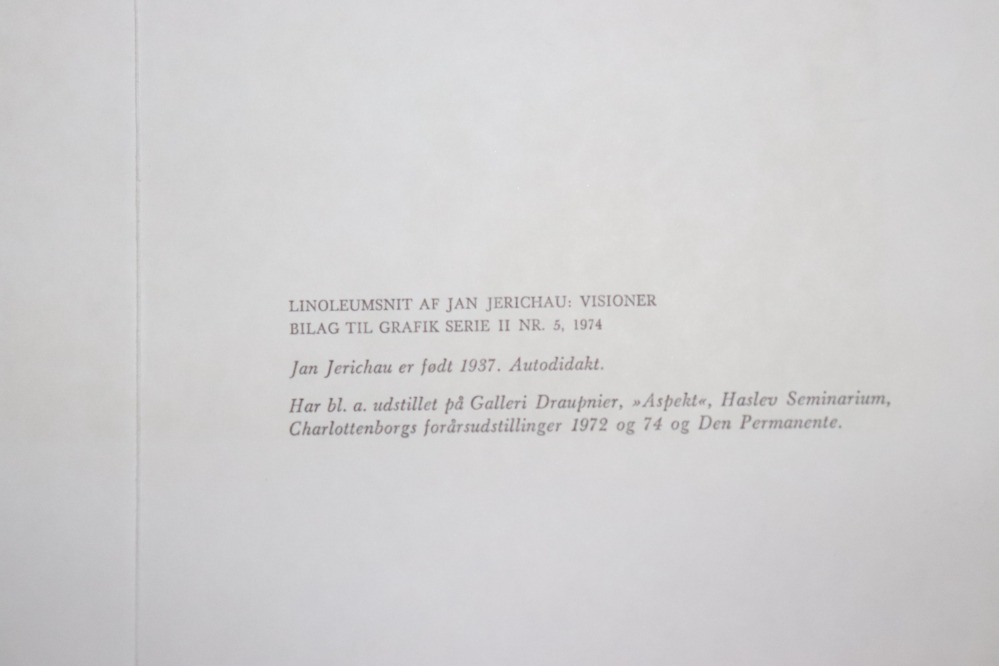 LINOLEUMSNIT AF JAN JERICHAU: VISIONER
BILAG TIL GRAFIK SERIE II NR. 5, 1974
Jan Jerichau er født 1937. Autodidakt.
Har bl. a. udstillet på Galleri Draupnier, »Aspekt«, Haslev Seminarium,
Charlottenborgs forårsudstillinger 1972 og 74 og Den Permanente.